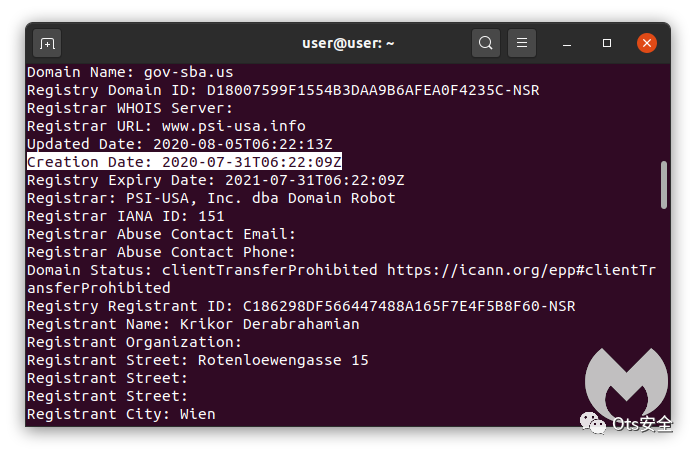 user@user: ~
Domain Name: gov-sba.us
Registry Domain ID: D18007599F1554B3DAA9B6AFEA0F4235C-NSR
Registrar WHOIS Server:
Registrar URL: www.psi-usa.info
Updated Date: 2020-08-05T06:22:13Z
Creation Date: 2020-07-31T06:22:09Z
Registry Expiry Date: 2021-07-31T06:22:09Z
Registrar: PSI-USA, Inc. dba Domain Robot
Registrar IANA ID: 151
Registrar Abuse Contact Email:
Registrar Abuse Contact Phone:
Domain Status: clientTransferProhibited https://icann.org/epp#clientTr
ansferProhibited
Registry Registrant ID: C186298DF566447488A165F7E4F5B8F60-NSR
Registrant Name: Krikor Derabrahamian
Registrant Organization:
Registrant Street: Rotenloewengasse 15
Registrant Street:
Registrant Street:
Registrant City: Wien
Ots安全